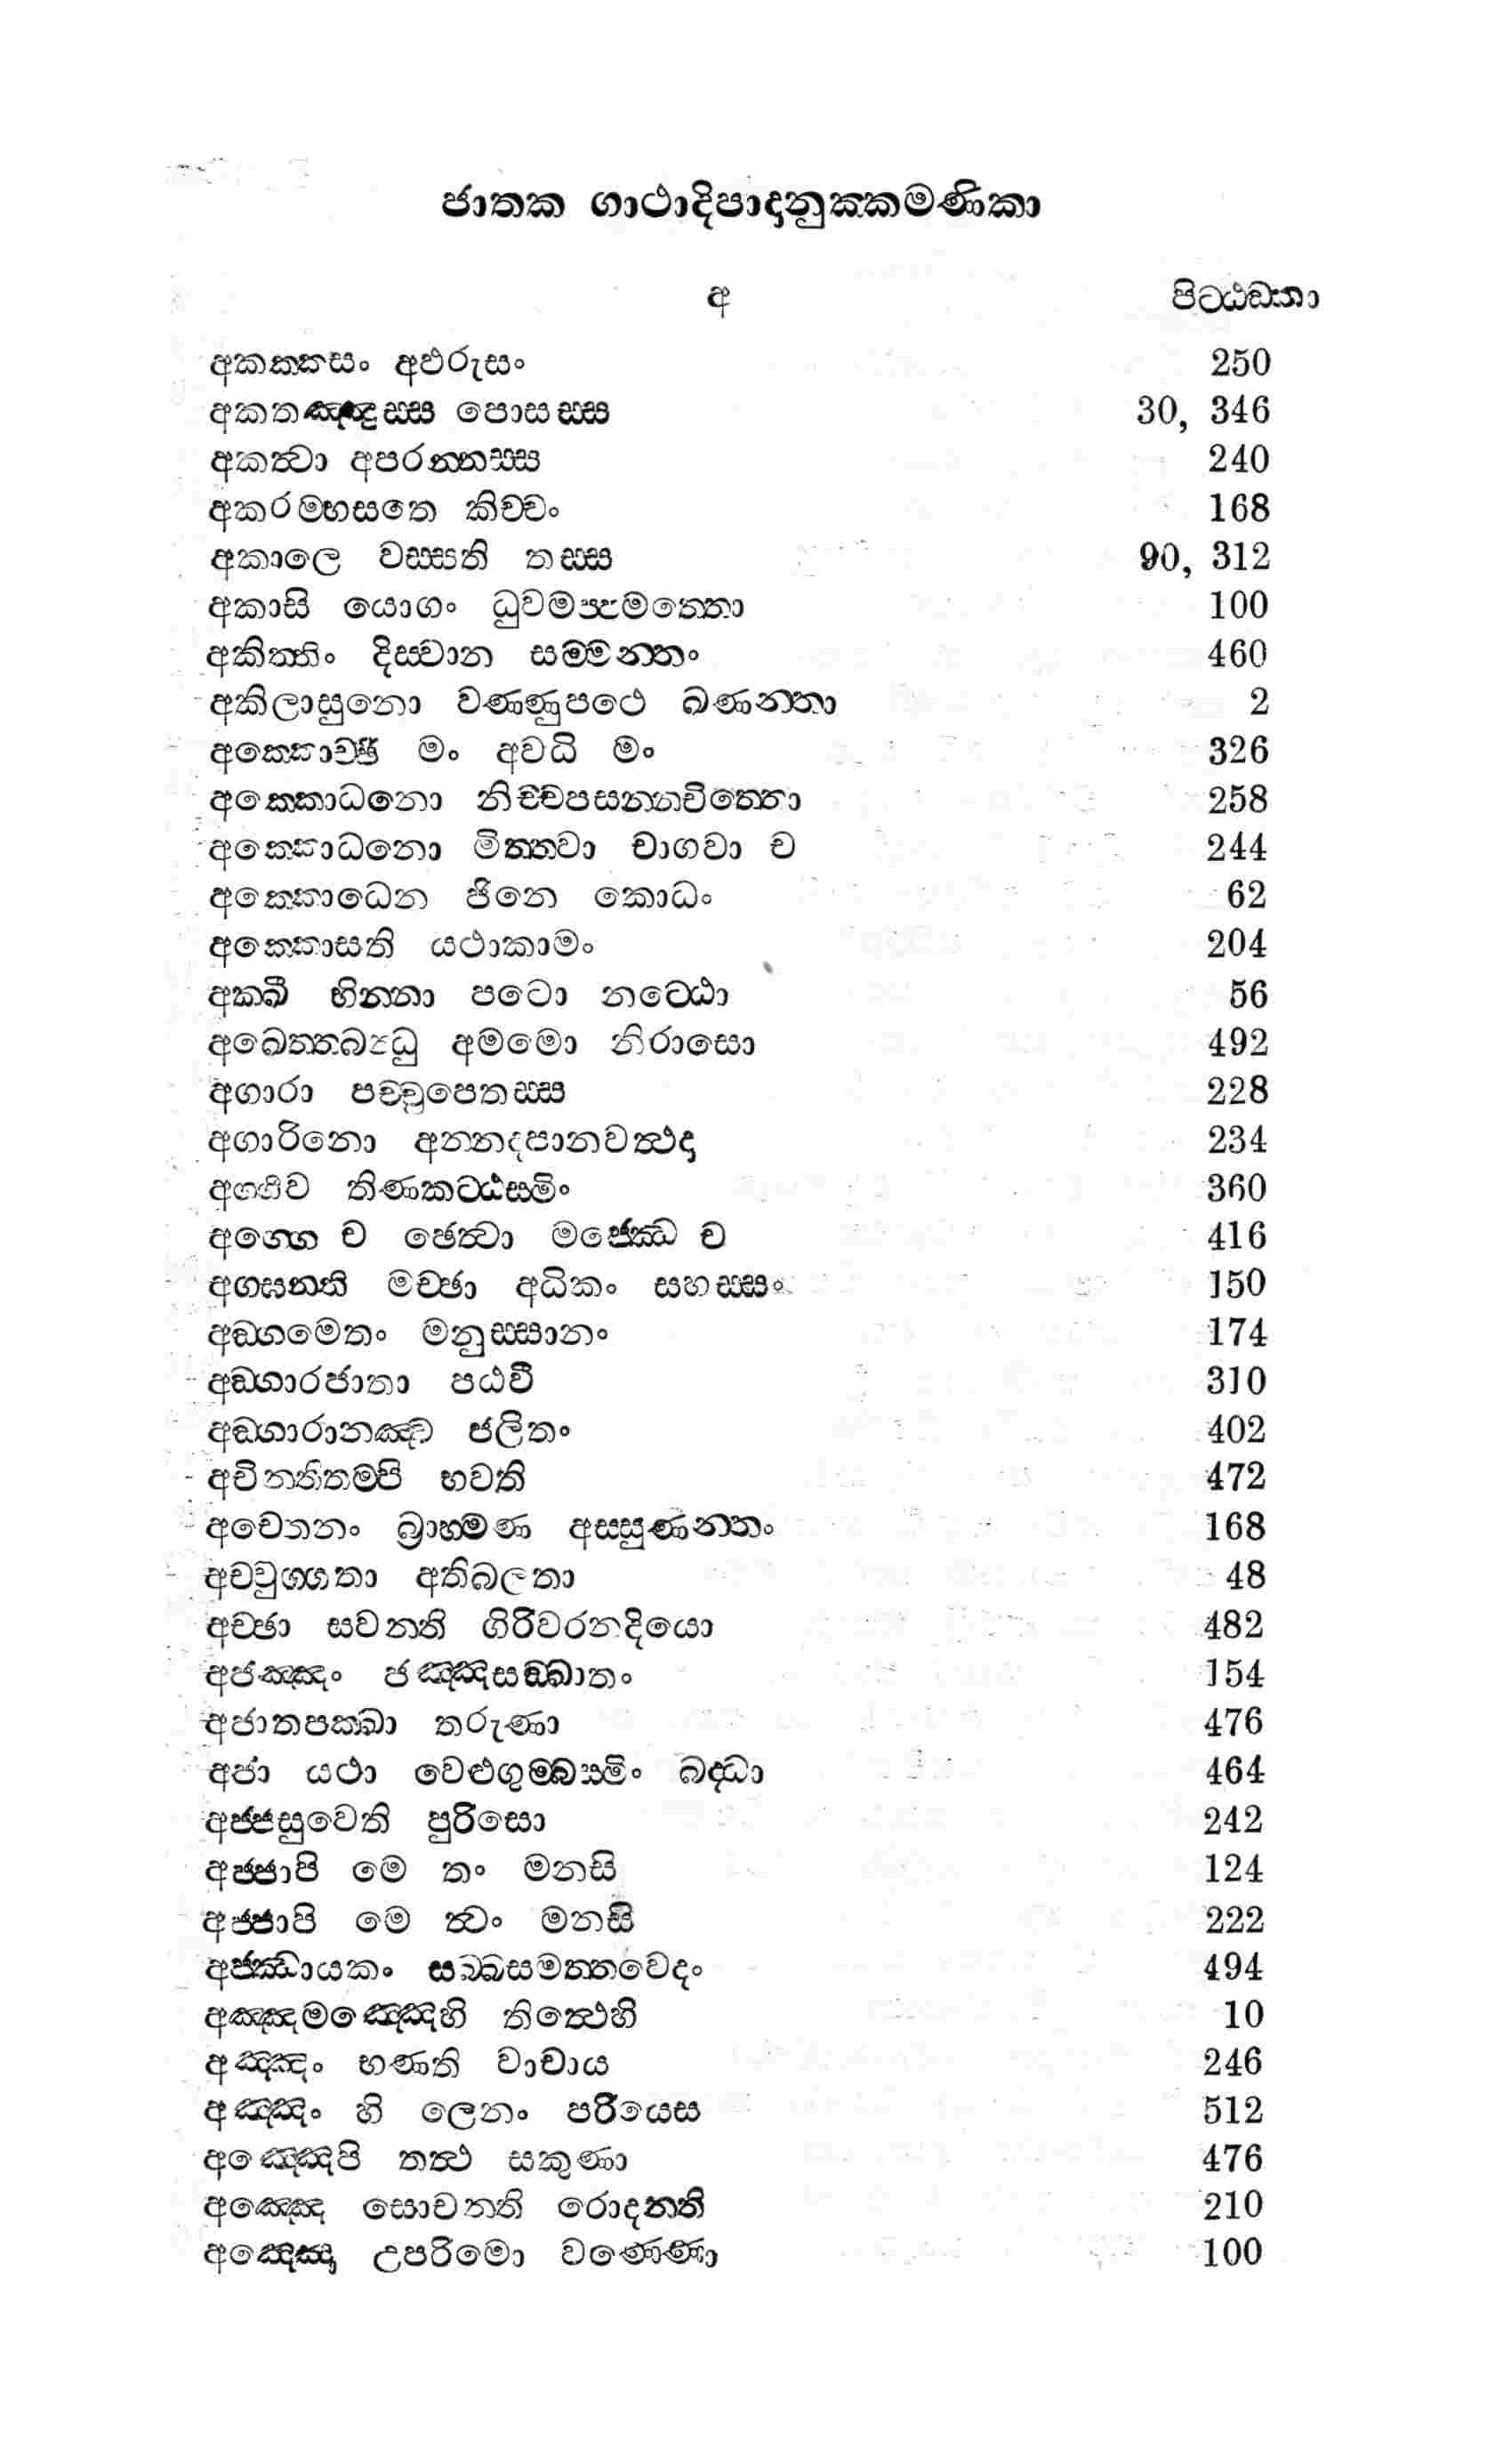 ජාතක ගාථාදිපාදානුක්කමණිකා
අ පිට්ඨඞ්කා
අකක්කසං අඵරුසං 250
අකතඤ්ඤුස්ස පොසස්ස 30, 346
අකත්වා අපරන්නස්ස 240
අකරම්හසතෙ කිච්චං 168
අකාලෙ වස්සති තස්ස 90, 312
අකාසි යොගං ධුවමප්පමත්තො 100
අකිත්තිං දිස්වාන සම්මන්තං 460
අකිලාසුනො වණ්ණුපථෙ ඛණන්තා 2
අක්කොච්ඡි මං අවධි මං 326
අක්කොධනො නිච්චපසන්නචිත්තො 258
අක්කොධනො මිත්තවා චාගවා ච 244
අක්කොධෙන ජිනෙ කොධං 62
අක්කොසති යථාකාමං 204
අක්ඛී භින්නා පටො නට්ඨො 56
අඛෙත්තබන්ධු අමමො නිරාසො 492
අගාරා පච්චුපෙතස්ස 228
අගාරිනො අන්නදපානවත්ථදා 234
අග්ගීව තිණකට්ඨස්මිං 360
අග්ගෙ ච ඡෙත්වා මජ්ඣෙ ච 416
අග්ඝන්ති මච්ඡා අධිකං සහස්සං 150
අඞ්ගමෙතං මනුස්සානං 174
අඞ්ගාරජාතා පඨවී 310
අඞ්ගාරානඤ්ච ජලිතං 402
අචින්තිතම්පි භවති 472
අචෙතනං බ්‍රාහ්මණ අස්සුණන්තං 168
අච්චුග්ගතා අතිබලතා 48
අච්ඡා සවන්ති ගිරිවරනදියො 482
අජඤ්ඤං ජඤ්ඤසඞ්ඛාතං 154
අජාතපක්ඛා තරුණා 476
අජා යථා වෙළුගුම්බස්මිං බද්ධා 464
අජ්ජසුවෙති පුරිසො 242
අජ්ජාපි මෙ තං මනසි 124
අජ්ජාපි මෙ ත්වං මනසි 222
අජ්ඣායකං සබ්බසමත්තවෙදං 494
අඤ්ඤමඤ්ඤෙහි තිත්ථෙහි 10
අඤ්ඤං භණති වාචාය 246
අඤ්ඤං හි ලෙනං පරියෙස 512
අඤ්ඤෙපි තත්ථ සකුණා 476
අඤ්ඤෙ සොචන්ති රොදන්ති 210
අඤ්ඤෙසු උපරිමො වණ්ණො 100